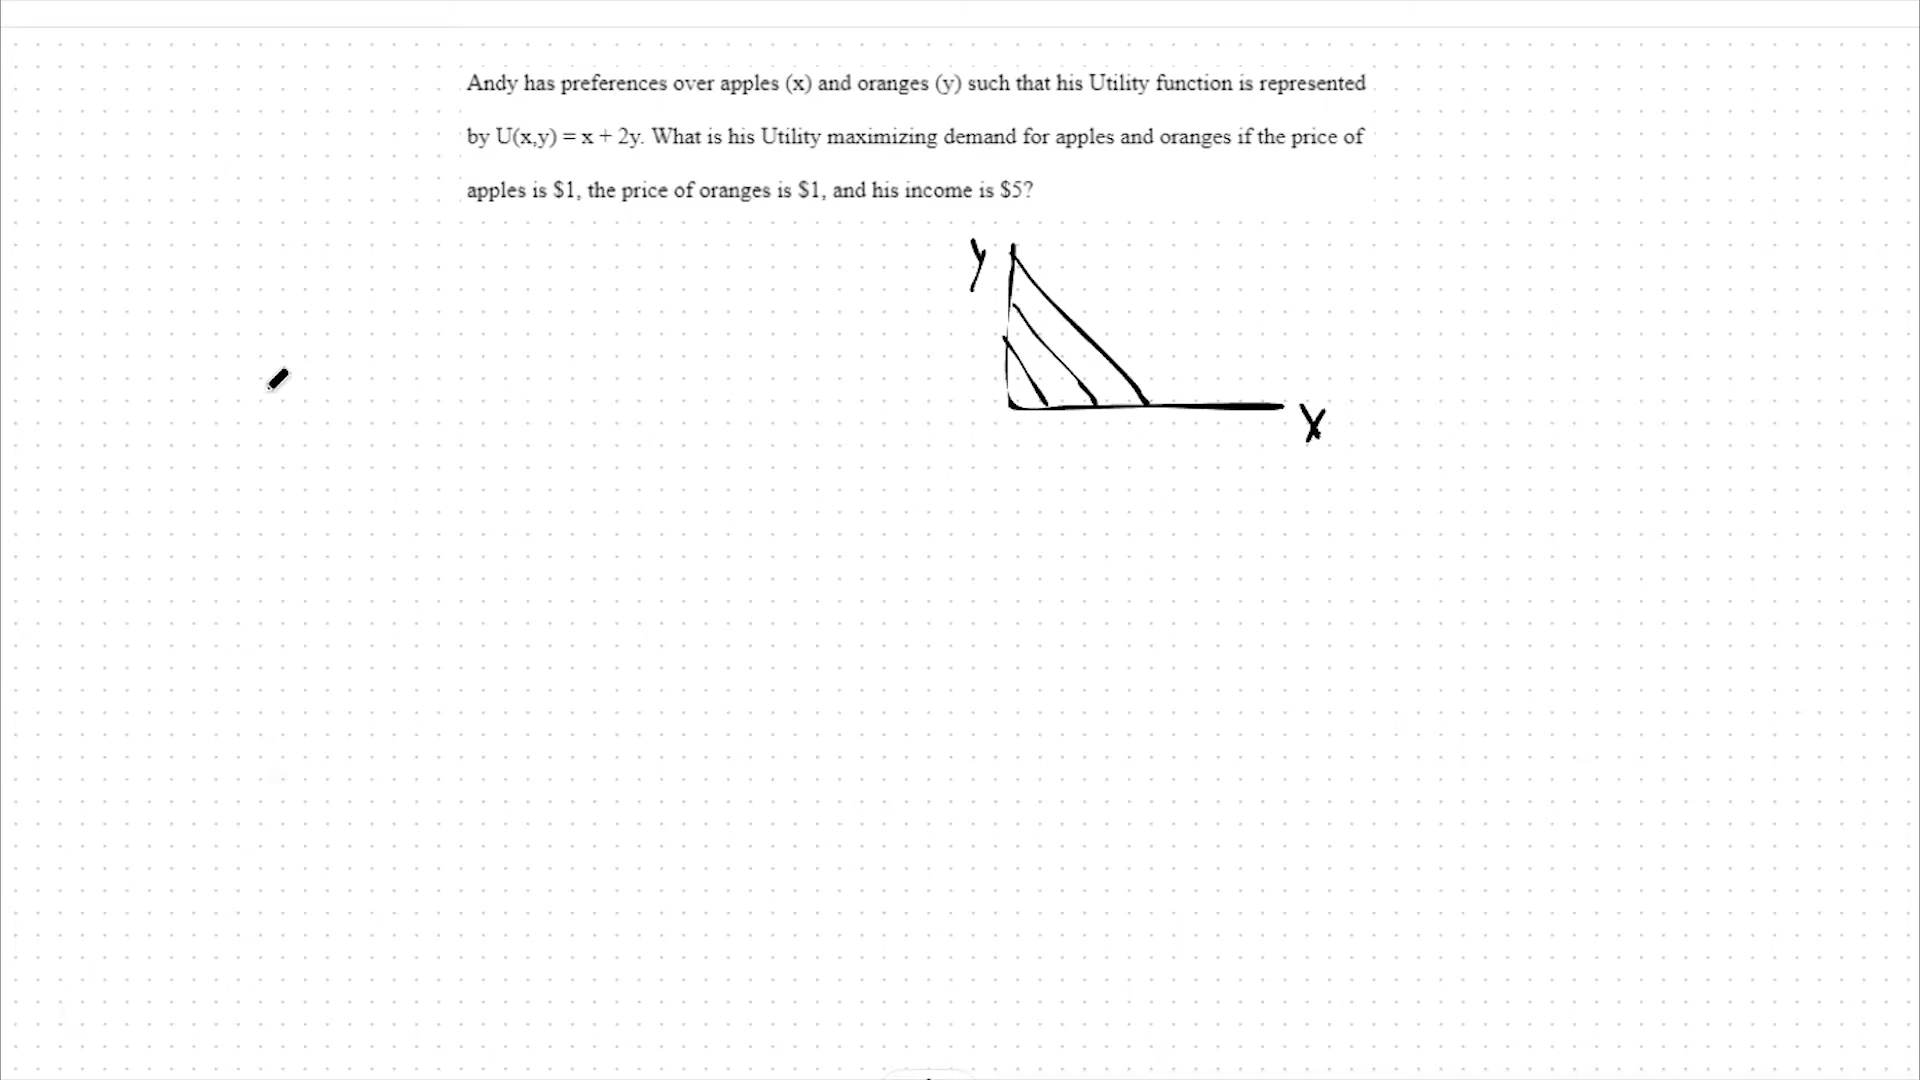 Andy has preferences over apples (x) and oranges (y) such that his Utility function is represented
by U(x,y) = x + 2y. What is his Utility maximizing demand for apples and oranges if the price of
apples is $1, the price of oranges is $1, and his income is $5?
y
x